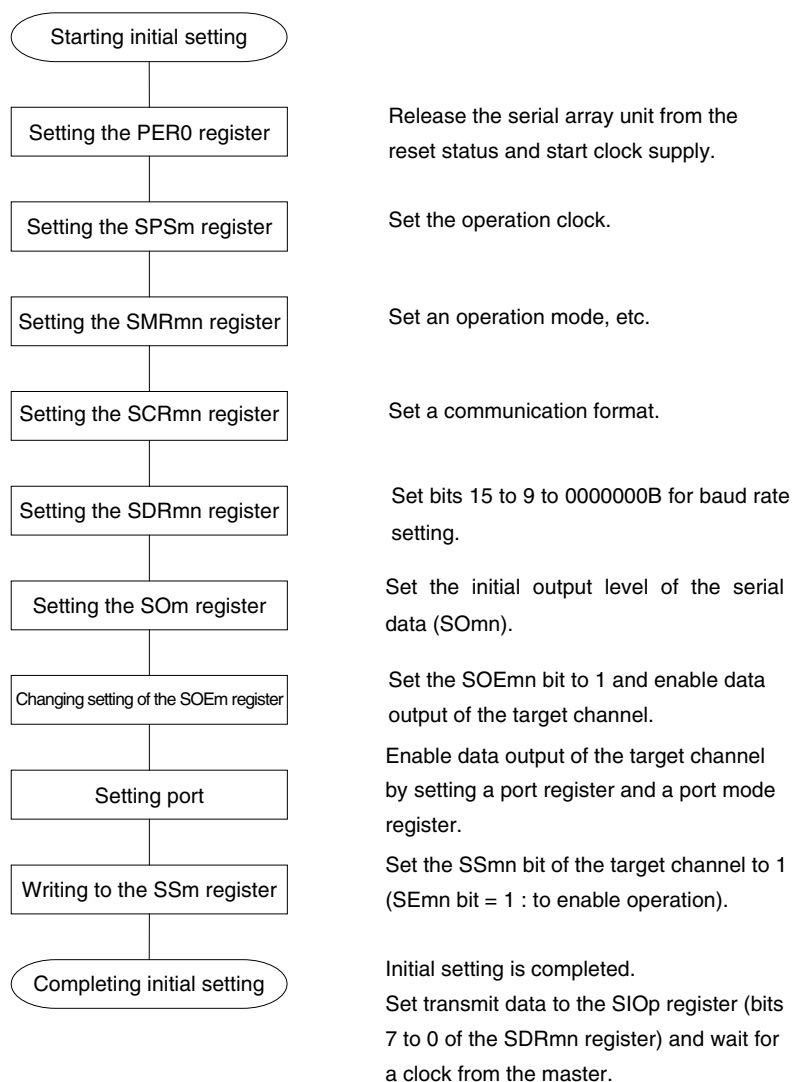 Starting initial setting
Setting the PER0 register
Release the serial array unit from the
reset status and start clock supply.
Setting the SPSm register
Set the operation clock.
Setting the SMRmn register
Set an operation mode, etc.
Setting the SCRmn register
Set a communication format.
Setting the SDRmn register
Set bits 15 to 9 to 0000000B for baud rate
setting.
Setting the SOm register
Set the initial output level of the serial
data (SOmn).
Changing setting of the SOEm register
Set the SOEmn bit to 1 and enable data
output of the target channel.
Setting port
Enable data output of the target channel
by setting a port register and a port mode
register.
Writing to the SSm register
Set the SSmn bit of the target channel to 1
(SEmn bit = 1 : to enable operation).
Completing initial setting
Initial setting is completed.
Set transmit data to the SIOp register (bits
7 to 0 of the SDRmn register) and wait for
a clock from the master.